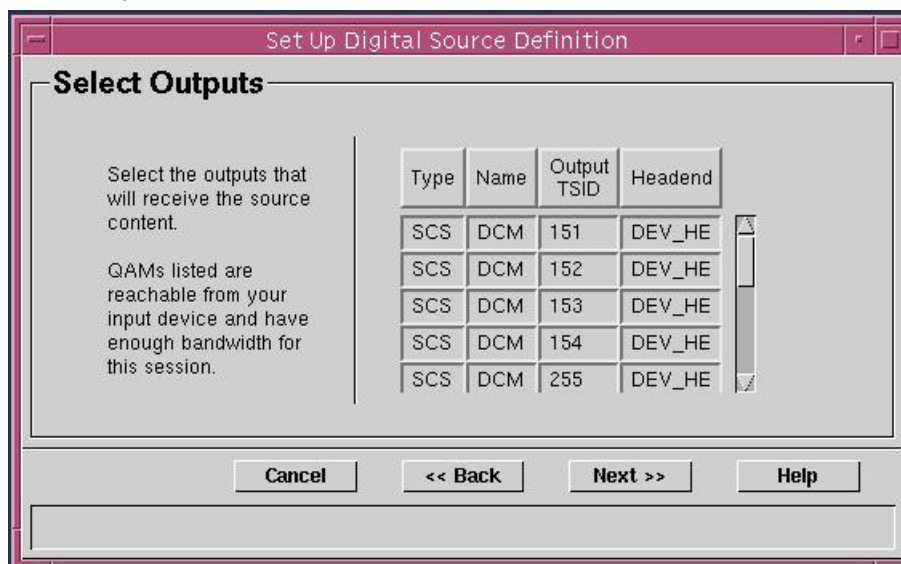 Set Up Digital Source Definition
Select Outputs
Select the outputs that
will receive the source
content.
QAMs listed are
reachable from your
input device and have
enough bandwidth for
this session.
Type Name Output TSID Headend
SCS DCM 151 DEV_HE
SCS DCM 152 DEV_HE
SCS DCM 153 DEV_HE
SCS DCM 154 DEV_HE
SCS DCM 255 DEV_HE
Cancel << Back Next >> Help